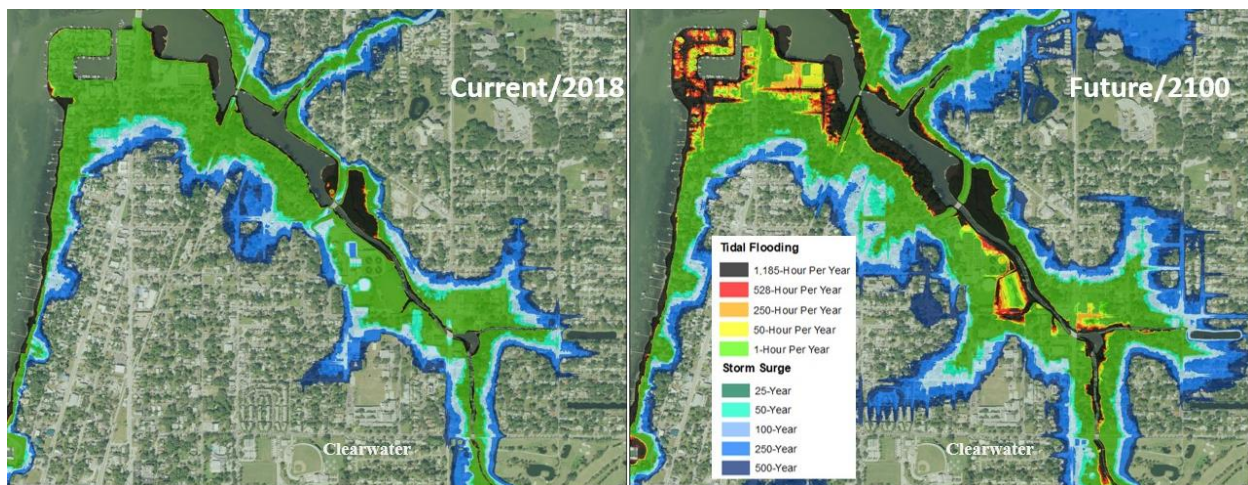 Current/2018
Future/2100
Tidal Flooding
1,185-Hour Per Year
528-Hour Per Year
250-Hour Per Year
50-Hour Per Year
1-Hour Per Year
Storm Surge
25-Year
50-Year
100-Year
250-Year
500-Year
Clearwater
Clearwater